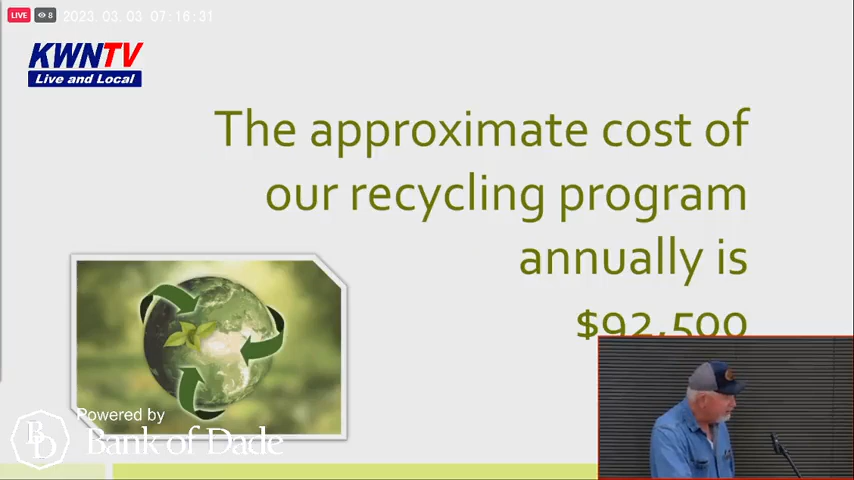 LIVE 8 2023.03.03 07:16:31
KWNTV
Live and Local
The approximate cost of
our recycling program
annually is
$92,500
Powered by
BD Bank of Dade